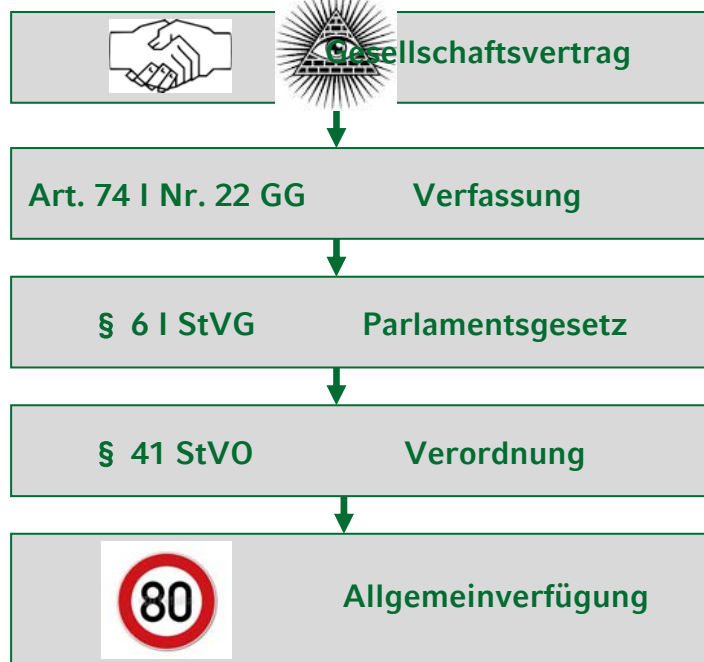 Gesellschaftsvertrag
Art. 74 I Nr. 22 GG Verfassung
§ 6 I StVG Parlamentsgesetz
§ 41 StVO Verordnung
80 Allgemeinverfügung